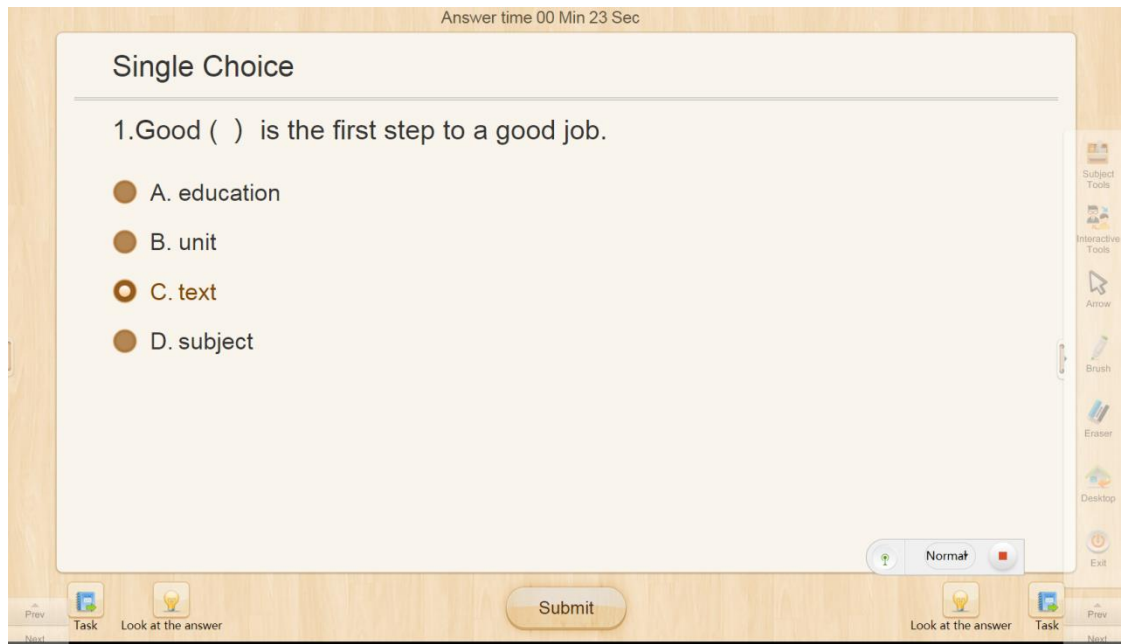 Answer time 00 Min 23 Sec
Single Choice
1.Good ( ) is the first step to a good job.
A. education
B. unit
C. text
D. subject
Subject
Tools
Interactive
Tools
Arrow
Brush
Eraser
Desktop
Exit
Normal
Prev
Next
Task
Look at the answer
Submit
Look at the answer
Task
Prev
Next